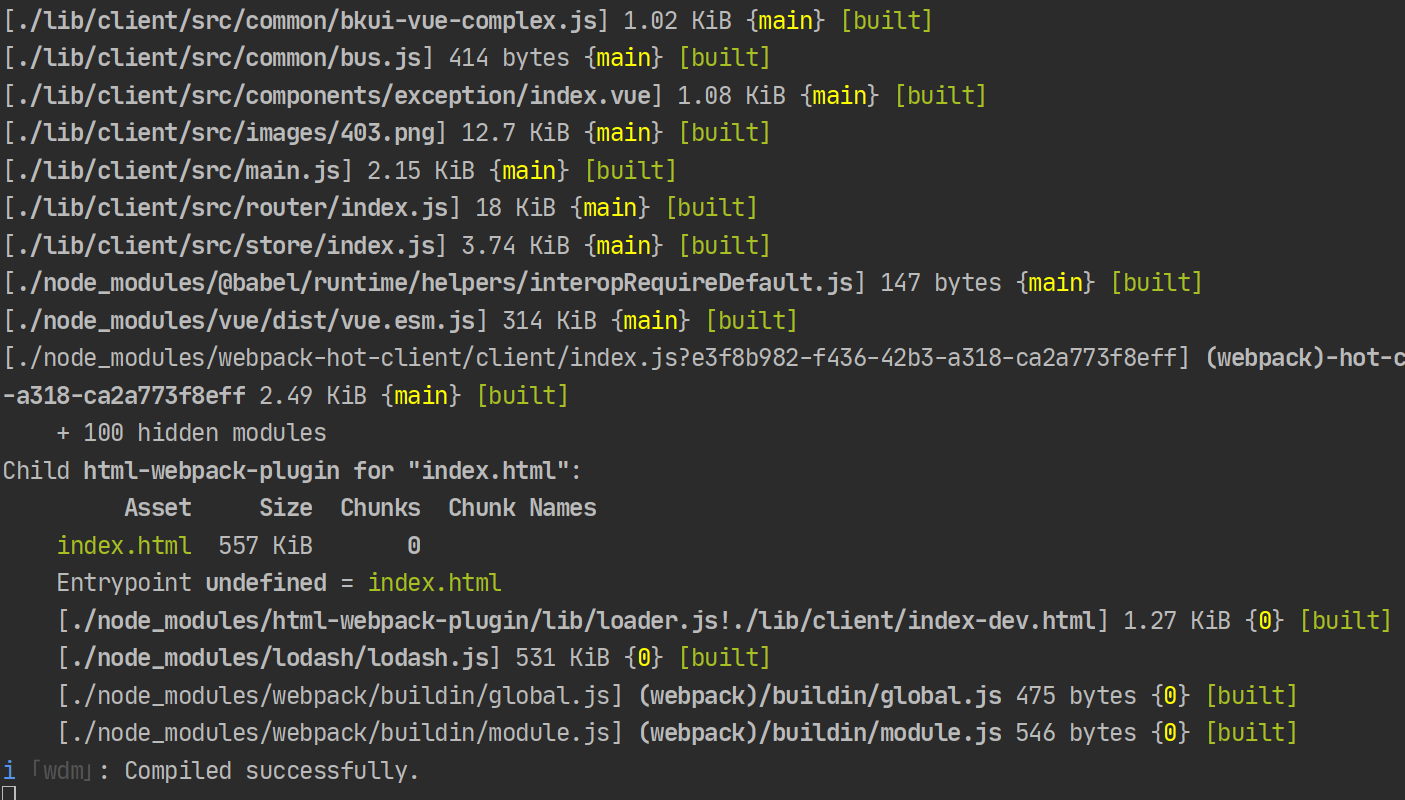 [./lib/client/src/common/bkui-vue-complex.js] 1.02 KiB {main} [built]
[./lib/client/src/common/bus.js] 414 bytes {main} [built]
[./lib/client/src/components/exception/index.vue] 1.08 KiB {main} [built]
[./lib/client/src/images/403.png] 12.7 KiB {main} [built]
[./lib/client/src/main.js] 2.15 KiB {main} [built]
[./lib/client/src/router/index.js] 18 KiB {main} [built]
[./lib/client/src/store/index.js] 3.74 KiB {main} [built]
[./node_modules/@babel/runtime/helpers/interopRequireDefault.js] 147 bytes {main} [built]
[./node_modules/vue/dist/vue.esm.js] 314 KiB {main} [built]
[./node_modules/webpack-hot-client/client/index.js?e3f8b982-f436-42b3-a318-ca2a773f8eff] (webpack)-hot-c
-a318-ca2a773f8eff 2.49 KiB {main} [built]
    + 100 hidden modules
Child html-webpack-plugin for "index.html":
         Asset     Size  Chunks  Chunk Names
    index.html  557 KiB       0
    Entrypoint undefined = index.html
    [./node_modules/html-webpack-plugin/lib/loader.js!./lib/client/index-dev.html] 1.27 KiB {0} [built]
    [./node_modules/lodash/lodash.js] 531 KiB {0} [built]
    [./node_modules/webpack/buildin/global.js] (webpack)/buildin/global.js 475 bytes {0} [built]
    [./node_modules/webpack/buildin/module.js] (webpack)/buildin/module.js 546 bytes {0} [built]
i 「wdm」: Compiled successfully.